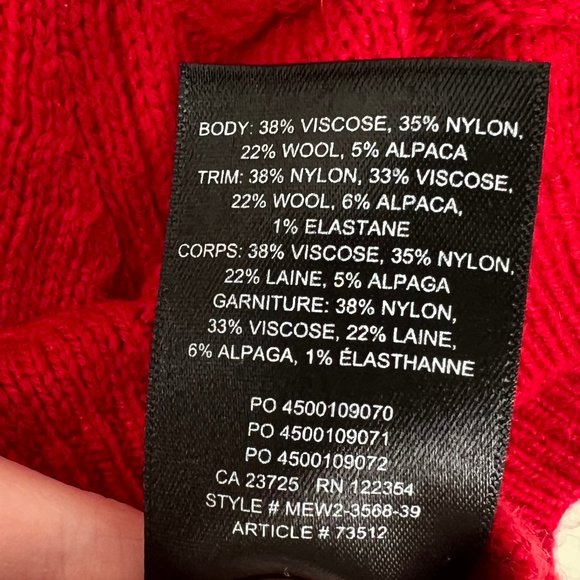 BODY: 38% VISCOSE, 35% NYLON,
22% WOOL, 5% ALPACA
TRIM: 38% NYLON, 33% VISCOSE,
22% WOOL, 6% ALPACA,
1% ELASTANE
CORPS: 38% VISCOSE, 35% NYLON,
22% LAINE, 5% ALPAGA
GARNITURE: 38% NYLON,
33% VISCOSE, 22% LAINE,
6% ALPAGA, 1% ÉLASTHANNE
PO 4500109070
PO 4500109071
PO 4500109072
CA 23725 RN 122354
STYLE # MEW2-3568-39
ARTICLE # 73512